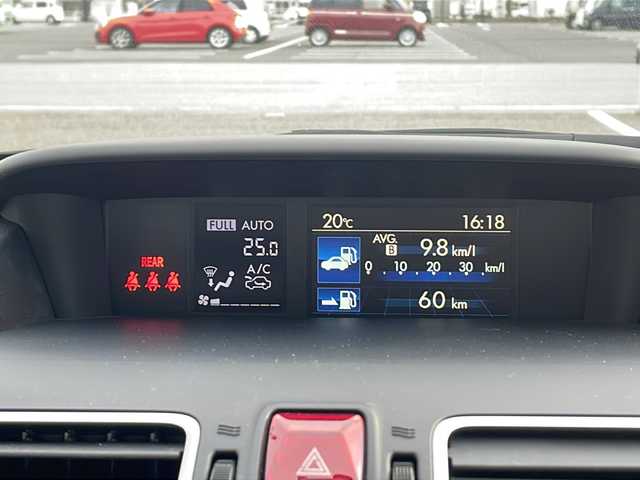 FULL AUTO
25.0
A/C
REAR
20℃ 16:18
AVG.
B 9.8 km/l
0 10 20 30 km/l
60 km